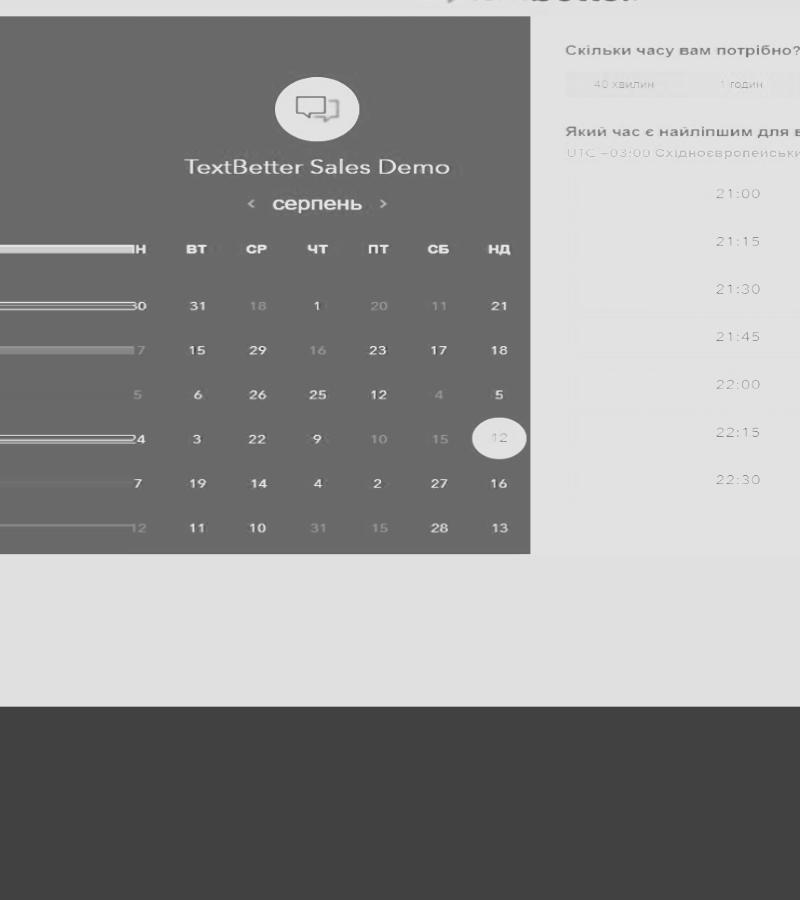 TextBetter Sales Demo
‹ серпень ›
ВТ СР ЧТ ПТ СБ НД
30 31 18 1 20 11 21
7 15 29 16 23 17 18
5 6 26 25 12 4 5
24 3 22 9 10 15 12
7 19 14 4 2 27 16
12 11 10 31 15 28 13
Скільки часу вам потрібно?
40 хвилин 1 годин
Який час є найліпшим для
UTC +03:00
21:00
21:15
21:30
21:45
22:00
22:15
22:30